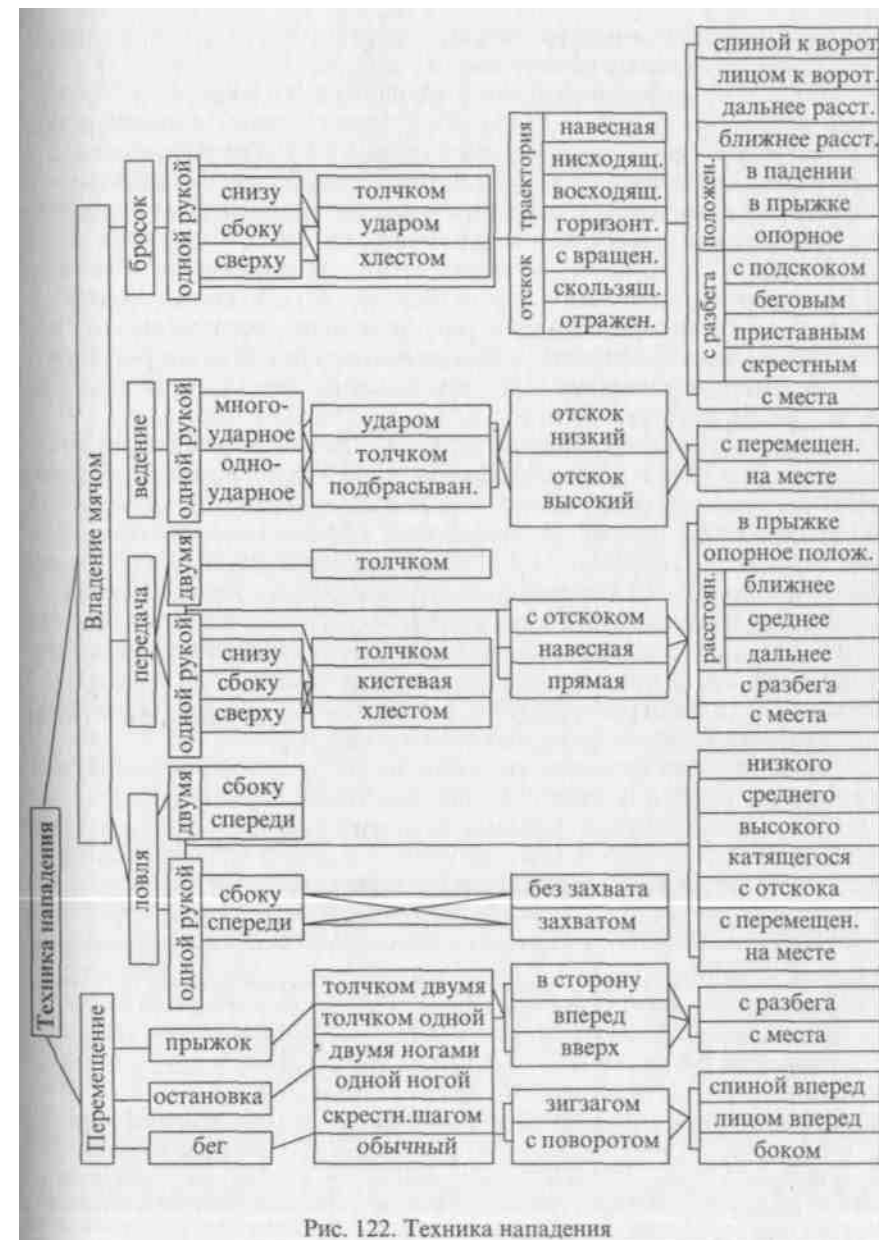 Техника нападения
Владение мячом
бросок
одной рукой
снизу
сбоку
сверху
толчком
ударом
хлестом
траектория
навесная
нисходящ.
восходящ.
горизонт.
отскок
с вращен.
скользящ.
отражен.
спиной к ворот.
лицом к ворот.
дальнее расст.
ближнее расст.
положен.
в падении
в прыжке
опорное
с разбега
с подскоком
беговым
приставным
скрестным
с места
ведение
одной рукой
много-
ударное
одно-
ударное
ударом
толчком
подбрасыван.
отскок
низкий
отскок
высокий
с перемещен.
на месте
передача
двумя
толчком
одной рукой
снизу
сбоку
сверху
толчком
кистевая
хлестом
с отскоком
навесная
прямая
в прыжке
опорное полож.
расстоян.
ближнее
среднее
дальнее
с разбега
с места
ловля
двумя
сбоку
спереди
одной рукой
сбоку
спереди
без захвата
захватом
низкого
среднего
высокого
катящегося
с отскока
с перемещен.
на месте
Перемещение
прыжок
толчком двумя
толчком одной
в сторону
вперед
вверх
с разбега
с места
остановка
двумя ногами
одной ногой
бег
скрестн.шагом
обычный
зигзагом
с поворотом
спиной вперед
лицом вперед
боком
Рис. 122. Техника нападения